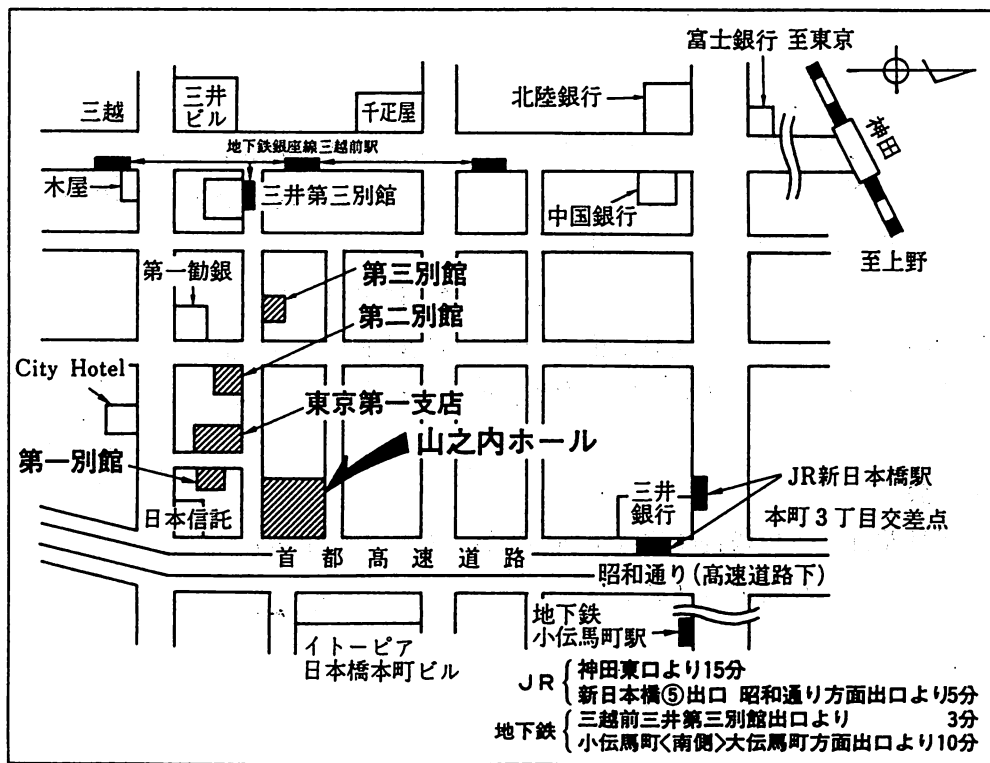 富士銀行 至東京
三越
三井
ビル
千疋屋
北陸銀行
神田
地下鉄銀座線三越前駅
木屋
三井第三別館
中国銀行
至上野
第一勧銀
第三別館
第二別館
City Hotel
東京第一支店
山之内ホール
第一別館
日本信託
三井
銀行
JR新日本橋駅
本町3丁目交差点
首都高速道路
昭和通り(高速道路下)
地下鉄
小伝馬町駅
イトーピア
日本橋本町ビル
JR
神田東口より15分
新日本橋⑤出口 昭和通り方面出口より5分
地下鉄
三越前三井第三別館出口より 3分
小伝馬町<南側>大伝馬町方面出口より10分